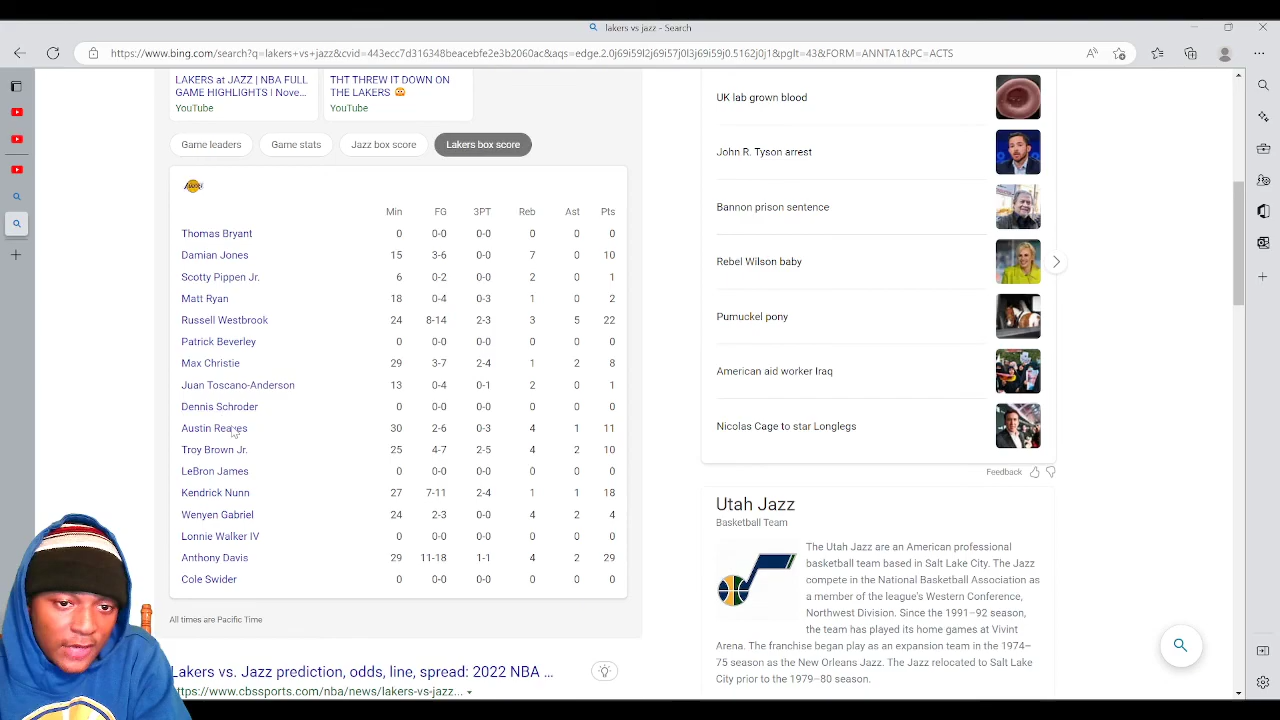 lakers vs jazz - Search
https://www.bing.com/search?q=lakers+vs+jazz&cvid=443ecc7d316348beacebfe2e3b2060ac&aqs=edge.2.0j69i59l2j69i57j0l3j69i59j0.5162j0j1&pglt=43&FORM=ANNTA1&PC=ACTS
LAKERS at JAZZ | NBA FULL
GAME HIGHLIGHTS | Nove...
YouTube
THT THREW IT DOWN ON
THE LAKERS 😳
YouTube
Game leaders Game stats Jazz box score Lakers box score
Min FG 3PT Reb Ast Pts
Thomas Bryant 0 0-0 0-0 0 0 0
Damian Jones 15 3-6 0-0 7 0 10
Scotty Pippen Jr. 6 0-2 0-0 2 0 1
Matt Ryan 18 0-4 0-3 1 0 2
Russell Westbrook 24 8-14 2-3 3 5 22
Patrick Beverley 0 0-0 0-0 0 0 0
Max Christie 29 3-7 2-4 1 2 8
Juan Toscano-Anderson 13 0-4 0-1 2 0 1
Dennis Schroder 0 0-0 0-0 0 0 0
Austin Reaves 30 2-6 0-3 4 1 11
Troy Brown Jr. 25 4-7 2-5 4 2 10
LeBron James 0 0-0 0-0 0 0 0
Kendrick Nunn 27 7-11 2-4 1 1 18
Wenyen Gabriel 24 2-3 0-0 4 2 4
Lonnie Walker IV 0 0-0 0-0 0 0 0
Anthony Davis 29 11-18 1-1 4 2 29
Cole Swider 0 0-0 0-0 0 0 0
All times are Pacific Time
Lakers vs. Jazz prediction, odds, line, spread: 2022 NBA ...
https://www.cbssports.com/nba/news/lakers-vs-jazz...
UK lab grown blood
John R. Tyson arrest
Bannon prison sentence
Rebel Wilson baby
Pumuckel pony
American aid worker Iraq
Nicolas Cage to star Longlegs
Feedback
Utah Jazz
Basketball Team
The Utah Jazz are an American professional
basketball team based in Salt Lake City. The Jazz
compete in the National Basketball Association as
a member of the league's Western Conference,
Northwest Division. Since the 1991–92 season,
the team has played its home games at Vivint
Arena. The franchise began play as an expansion team in the 1974–
75 season as the New Orleans Jazz. The Jazz relocated to Salt Lake
City prior to the 1979–80 season.